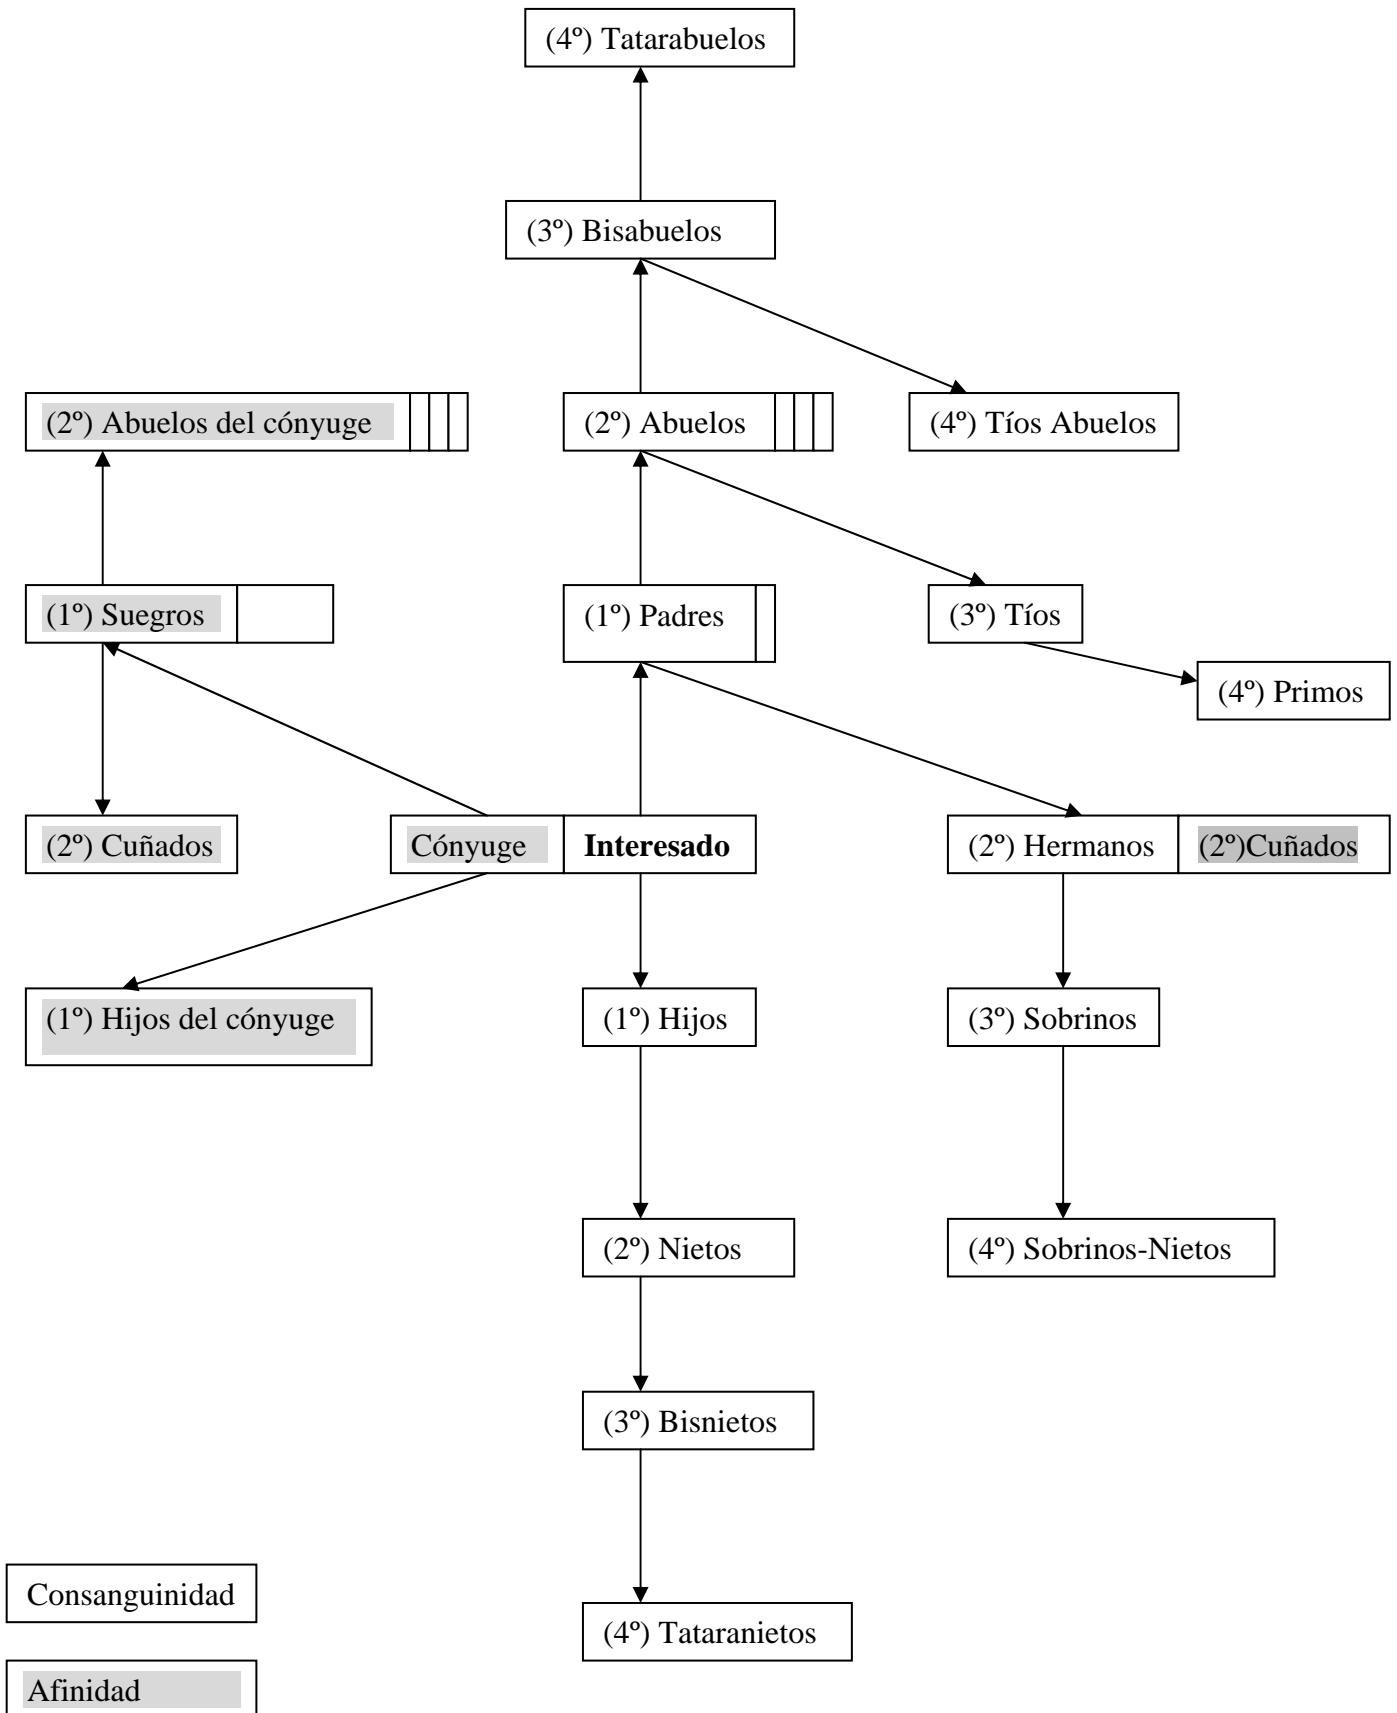 (4º) Tatarabuelos
(3º) Bisabuelos
(2º) Abuelos del cónyuge
(2º) Abuelos
(4º) Tíos Abuelos
(1º) Suegros
(1º) Padres
(3º) Tíos
(4º) Primos
(2º) Cuñados
Cónyuge
Interesado
(2º) Hermanos
(2º)Cuñados
(1º) Hijos del cónyuge
(1º) Hijos
(3º) Sobrinos
(2º) Nietos
(4º) Sobrinos-Nietos
(3º) Bisnietos
Consanguinidad
(4º) Tataranietos
Afinidad